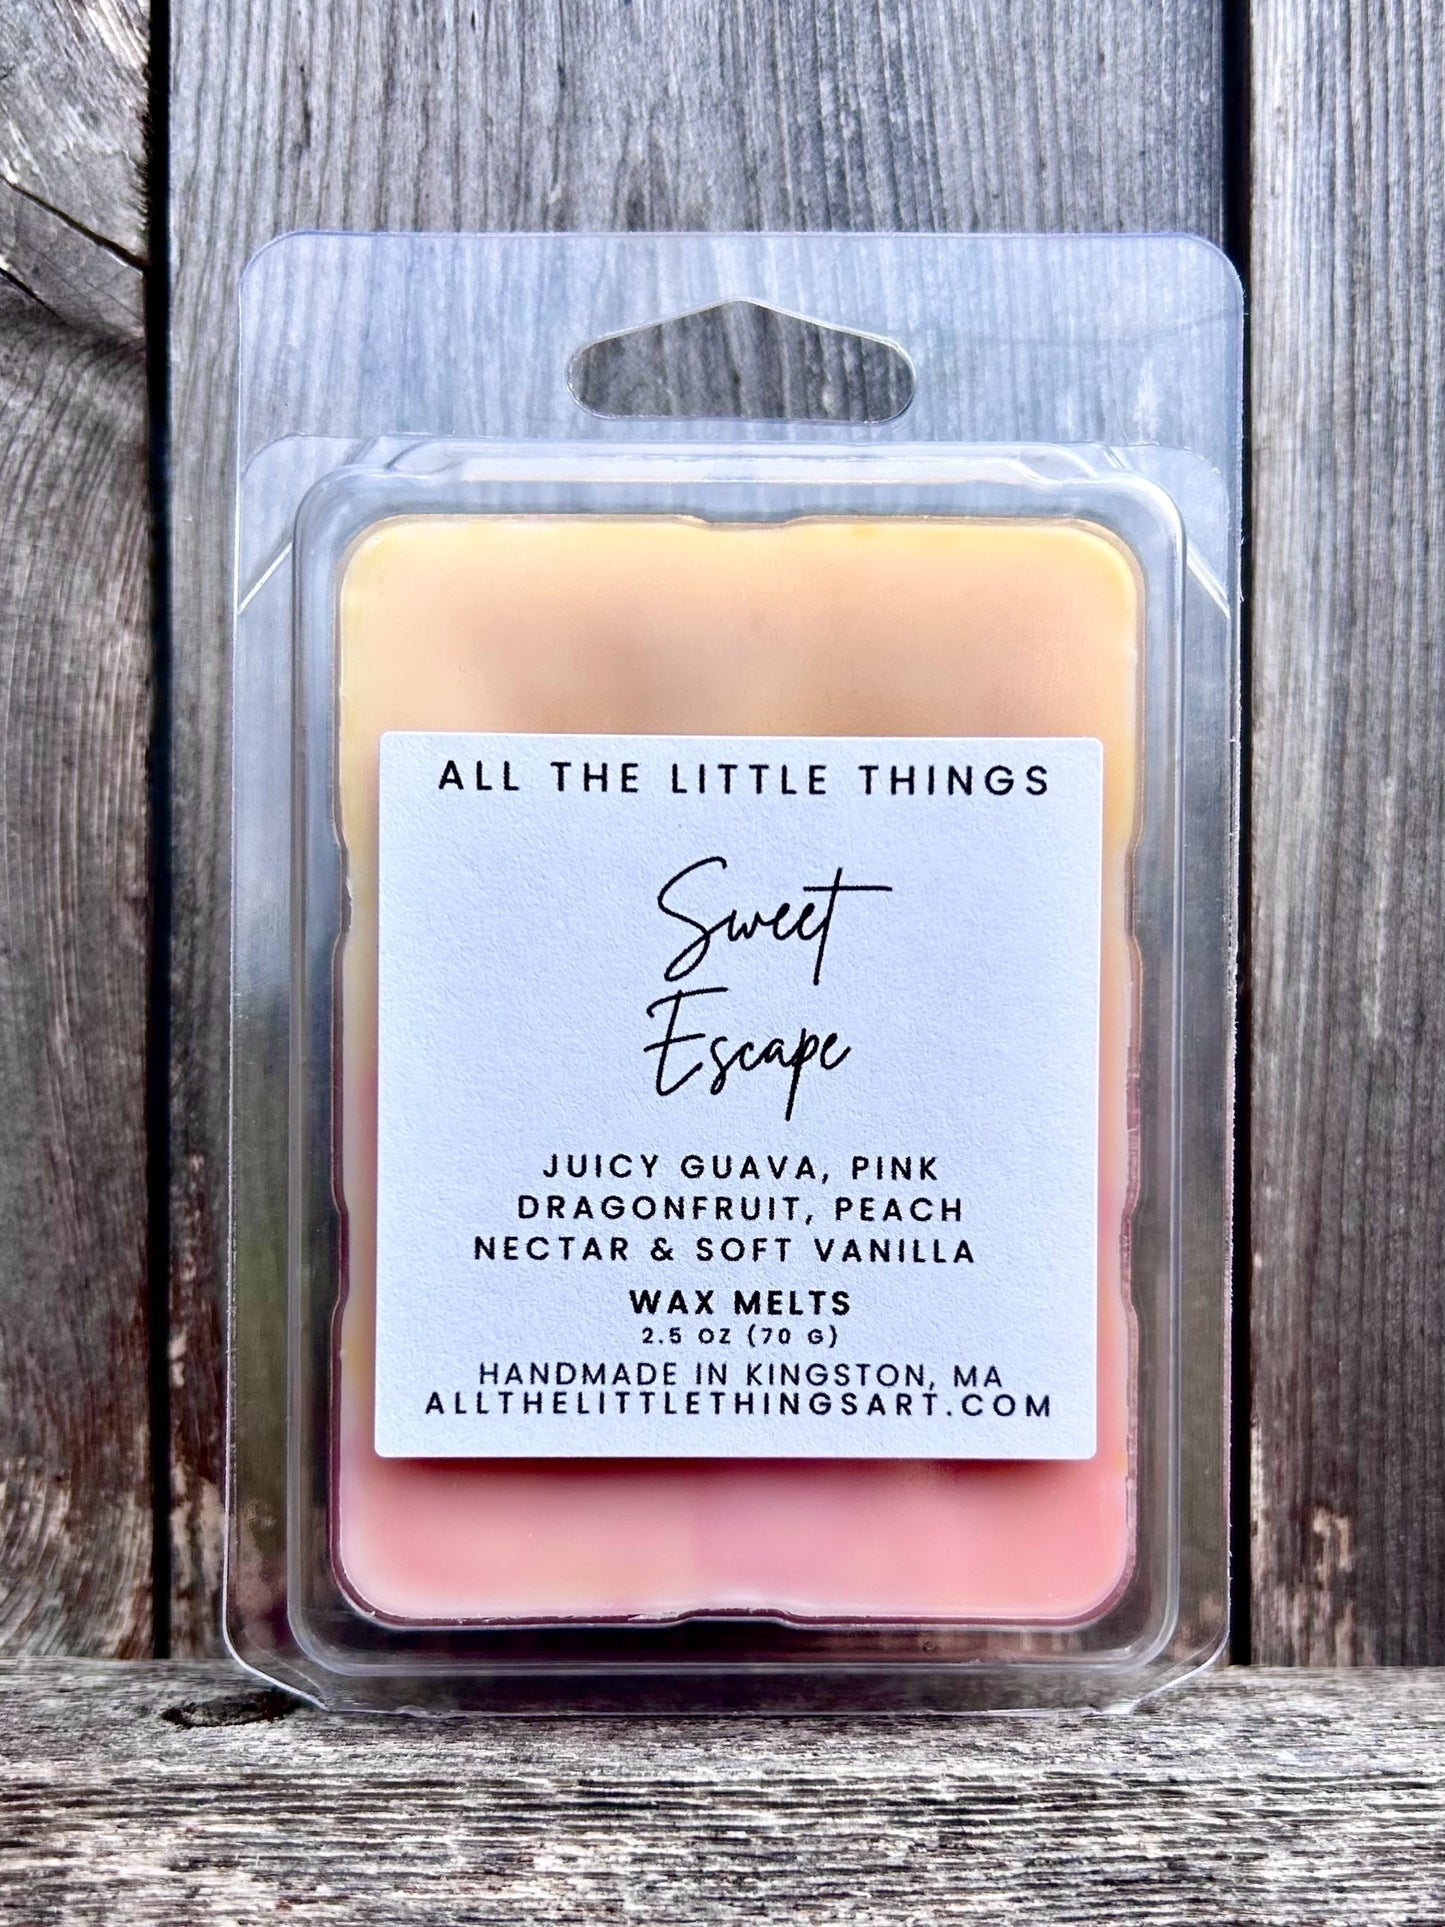 ALL THE LITTLE THINGS
Sweet
Escape
JUICY GUAVA, PINK
DRAGONFRUIT, PEACH
NECTAR & SOFT VANILLA
WAX MELTS
2.5 OZ (70 G)
HANDMADE IN KINGSTON, MA
ALLTHELITTLETHINGSART.COM